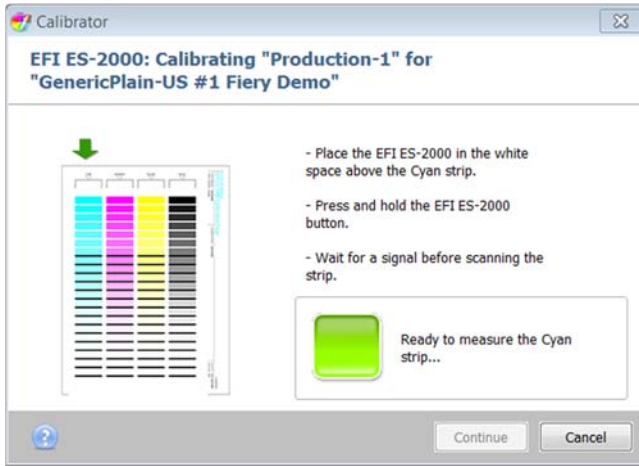 Calibrator
EFI ES-2000: Calibrating "Production-1" for
"GenericPlain-US #1 Fiery Demo"
- Place the EFI ES-2000 in the white
space above the Cyan strip.
- Press and hold the EFI ES-2000
button.
- Wait for a signal before scanning the
strip.
Ready to measure the Cyan
strip...
?
Continue
Cancel